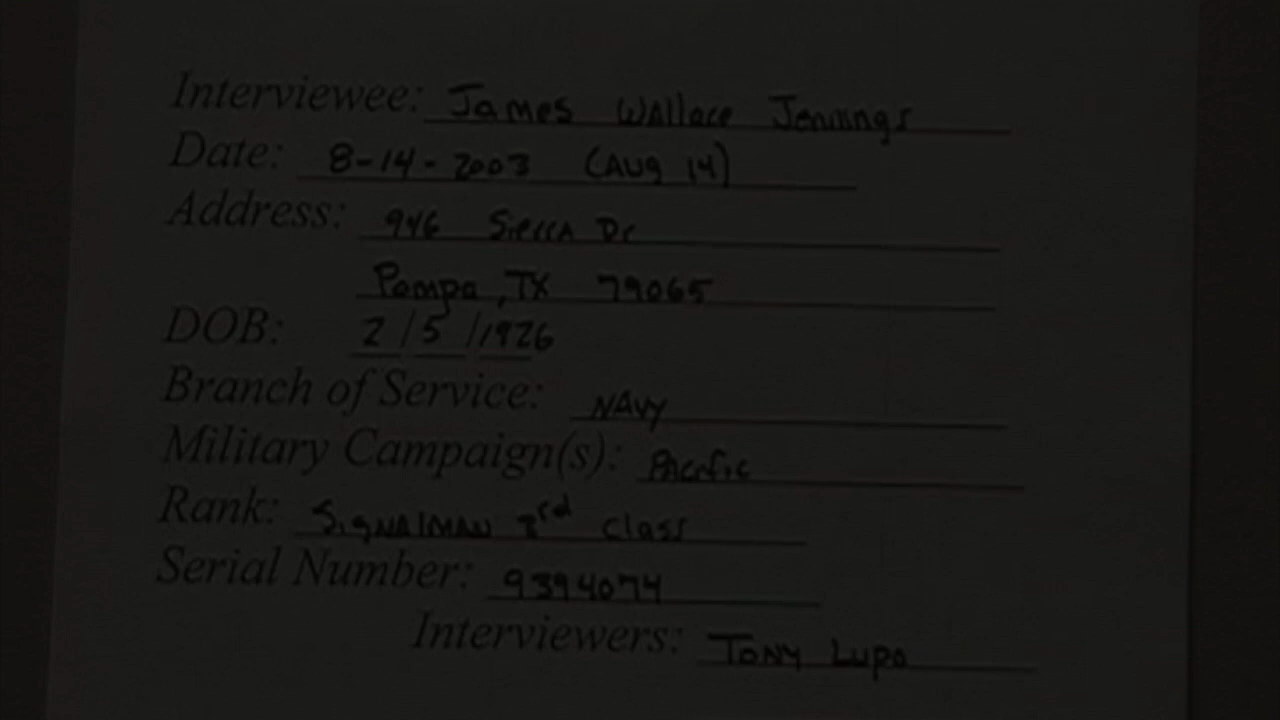 Interviewee: James Wallace Jennings
Date: 8-14-2003 (Aug 14)
Address: 946 Sierra Dr
Pampa, TX 79065
DOB: 2/5/1926
Branch of Service: NAVY
Military Campaign(s): Pacific
Rank: Signalman 3rd Class
Serial Number: 9394074
Interviewers: Tony Lupo